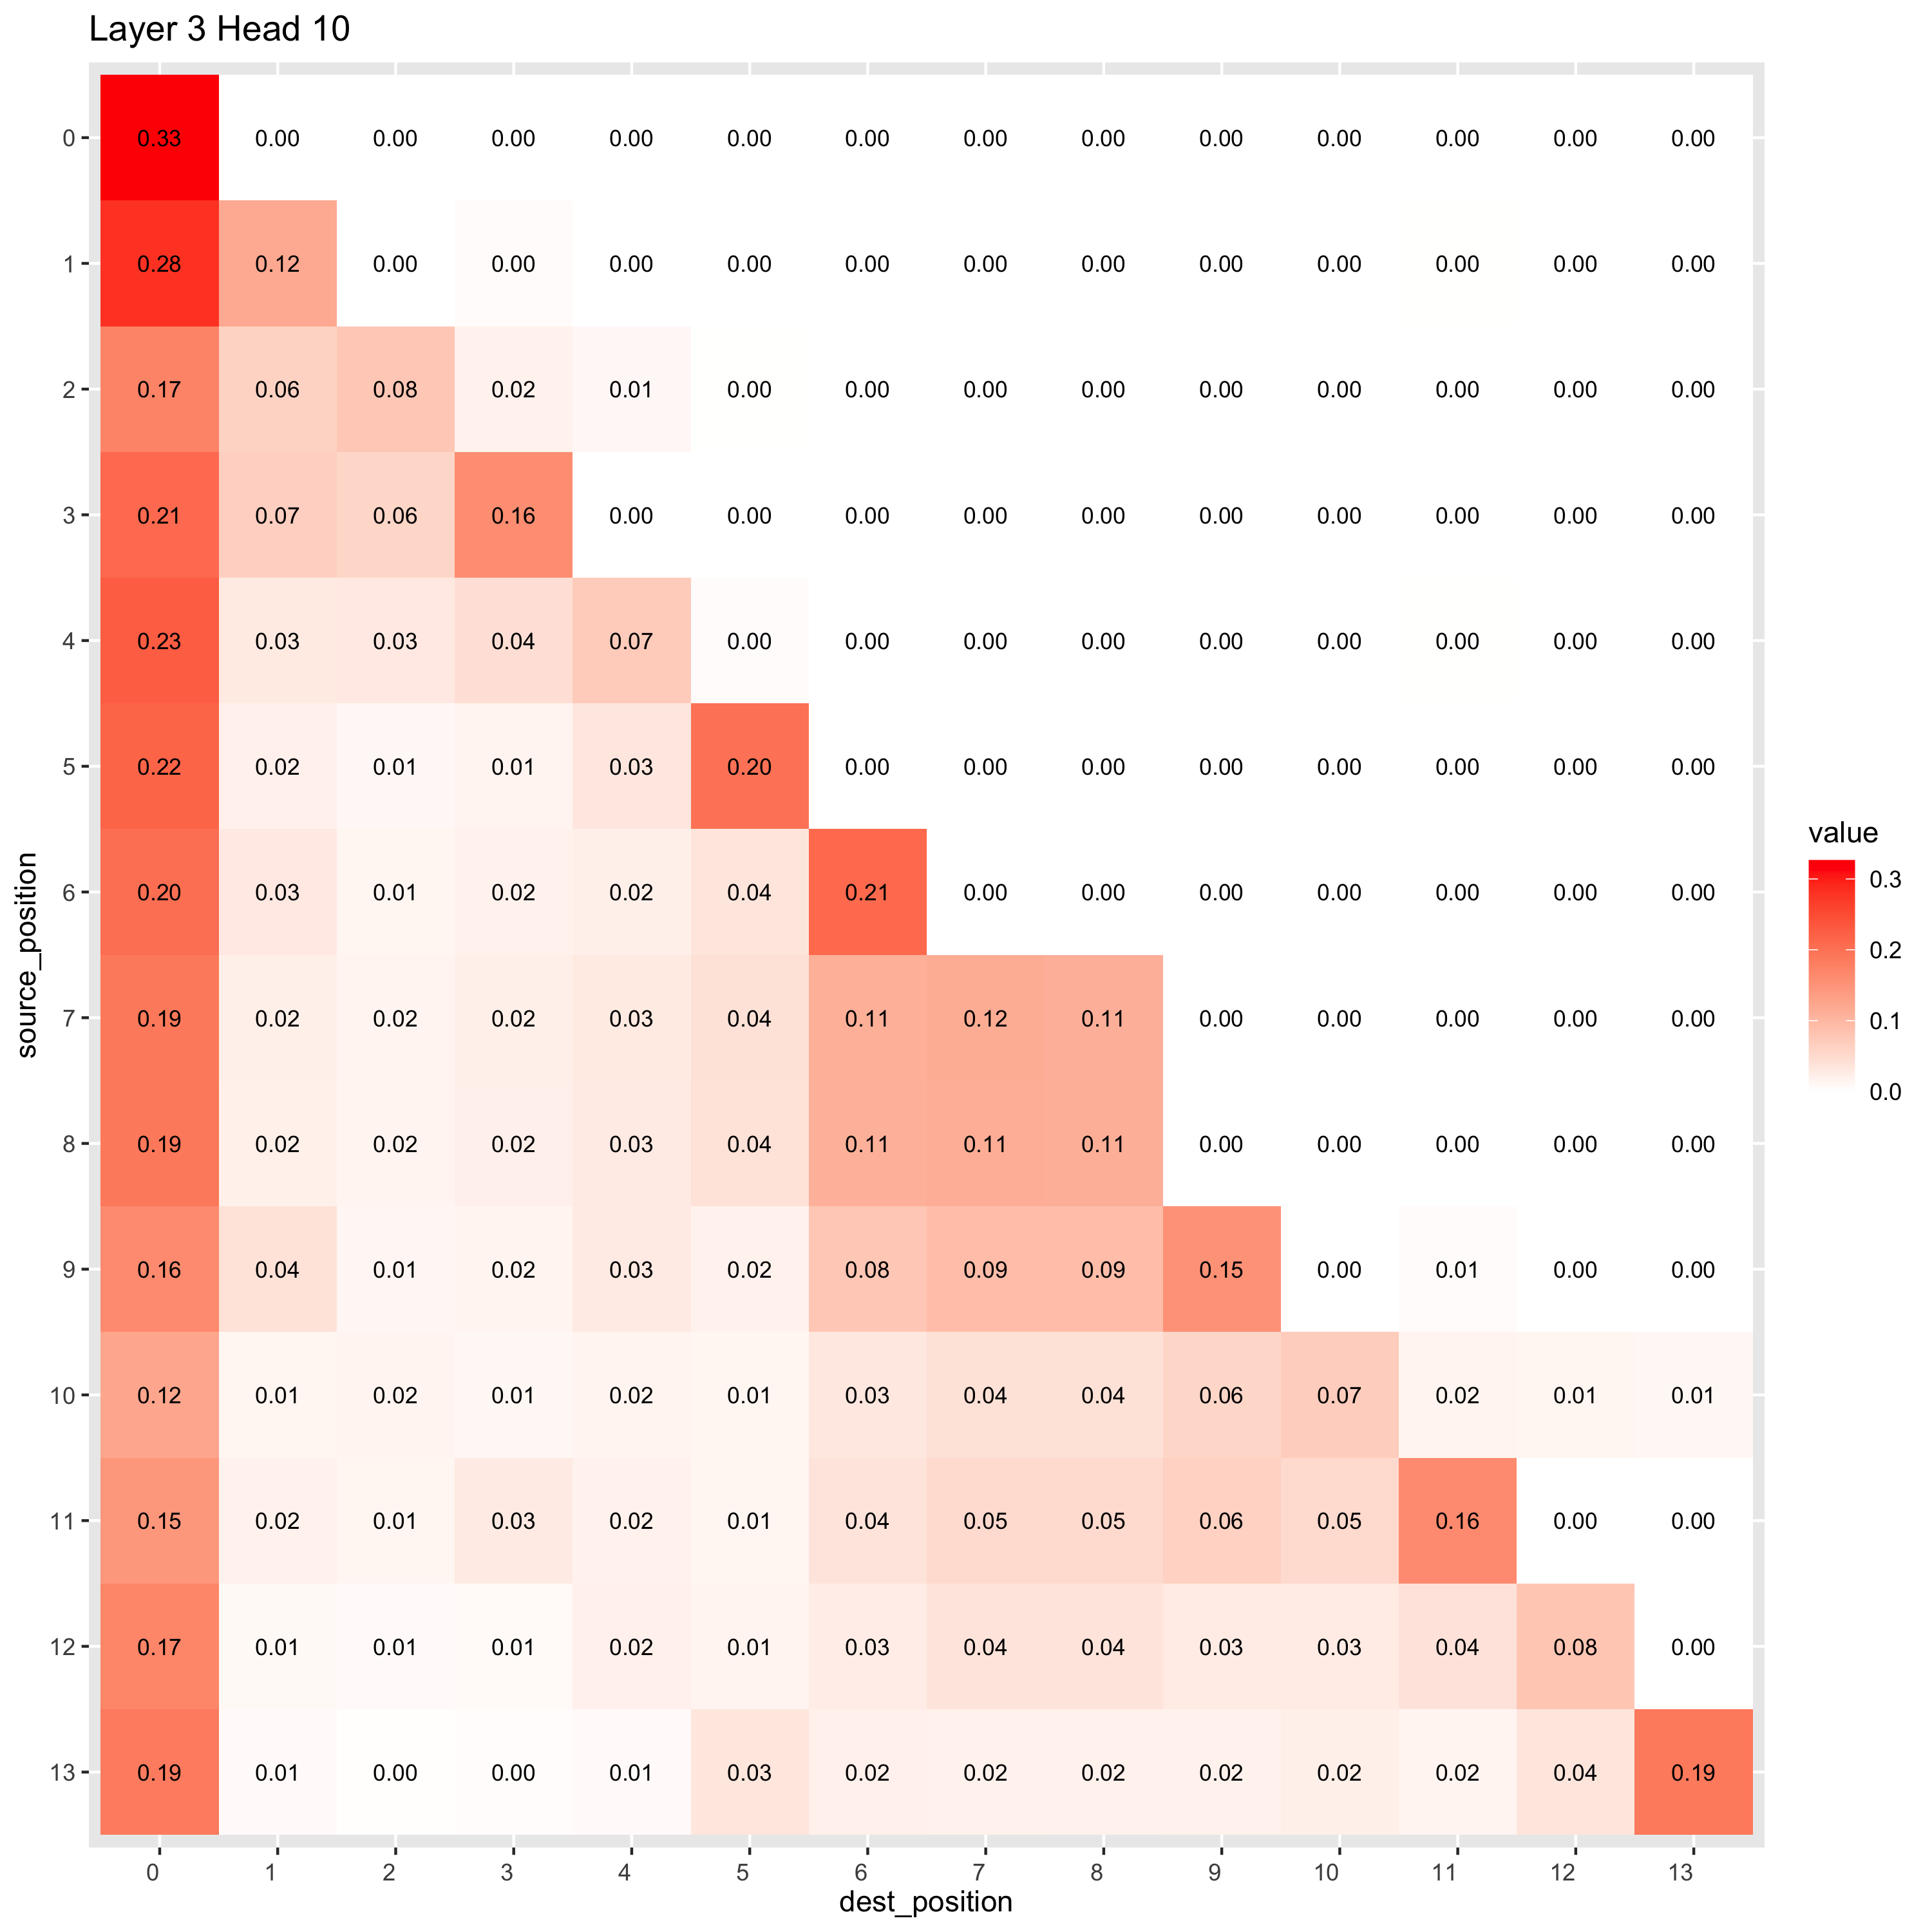 Layer 3 Head 10
0 0.33 0.00 0.00 0.00 0.00 0.00 0.00 0.00 0.00 0.00 0.00 0.00 0.00 0.00
1 0.28 0.12 0.00 0.00 0.00 0.00 0.00 0.00 0.00 0.00 0.00 0.00 0.00 0.00
2 0.17 0.06 0.08 0.02 0.01 0.00 0.00 0.00 0.00 0.00 0.00 0.00 0.00 0.00
3 0.21 0.07 0.06 0.16 0.00 0.00 0.00 0.00 0.00 0.00 0.00 0.00 0.00 0.00
4 0.23 0.03 0.03 0.04 0.07 0.00 0.00 0.00 0.00 0.00 0.00 0.00 0.00 0.00
5 0.22 0.02 0.01 0.01 0.03 0.20 0.00 0.00 0.00 0.00 0.00 0.00 0.00 0.00
6 0.20 0.03 0.01 0.02 0.02 0.04 0.21 0.00 0.00 0.00 0.00 0.00 0.00 0.00
7 0.19 0.02 0.02 0.02 0.03 0.04 0.11 0.12 0.11 0.00 0.00 0.00 0.00 0.00
8 0.19 0.02 0.02 0.02 0.03 0.04 0.11 0.11 0.11 0.00 0.00 0.00 0.00 0.00
9 0.16 0.04 0.01 0.02 0.03 0.02 0.08 0.09 0.09 0.15 0.00 0.01 0.00 0.00
10 0.12 0.01 0.02 0.01 0.02 0.01 0.03 0.04 0.04 0.06 0.07 0.02 0.01 0.01
11 0.15 0.02 0.01 0.03 0.02 0.01 0.04 0.05 0.05 0.06 0.05 0.16 0.00 0.00
12 0.17 0.01 0.01 0.01 0.02 0.01 0.03 0.04 0.04 0.03 0.03 0.04 0.08 0.00
13 0.19 0.01 0.00 0.00 0.01 0.03 0.02 0.02 0.02 0.02 0.02 0.02 0.04 0.19
0 1 2 3 4 5 6 7 8 9 10 11 12 13
dest_position
source_position
value
0.3
0.2
0.1
0.0